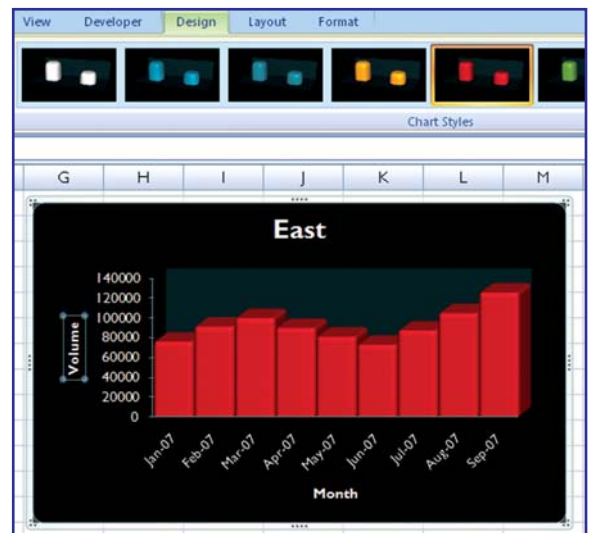 View Developer Design Layout Format
Chart Styles
G H I J K L M
East
140000
120000
100000
80000
60000
40000
20000
0
Volume
Jan-07 Feb-07 Mar-07 Apr-07 May-07 Jun-07 Jul-07 Aug-07 Sep-07
Month